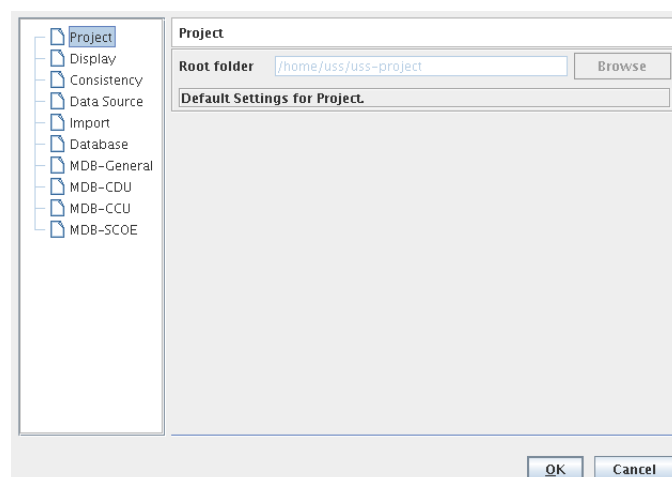 Project
Display
Consistency
Data Source
Import
Database
MDB-General
MDB-CDU
MDB-CCU
MDB-SCOE
Project
Root folder /home/uss/uss-project Browse
Default Settings for Project.
OK Cancel